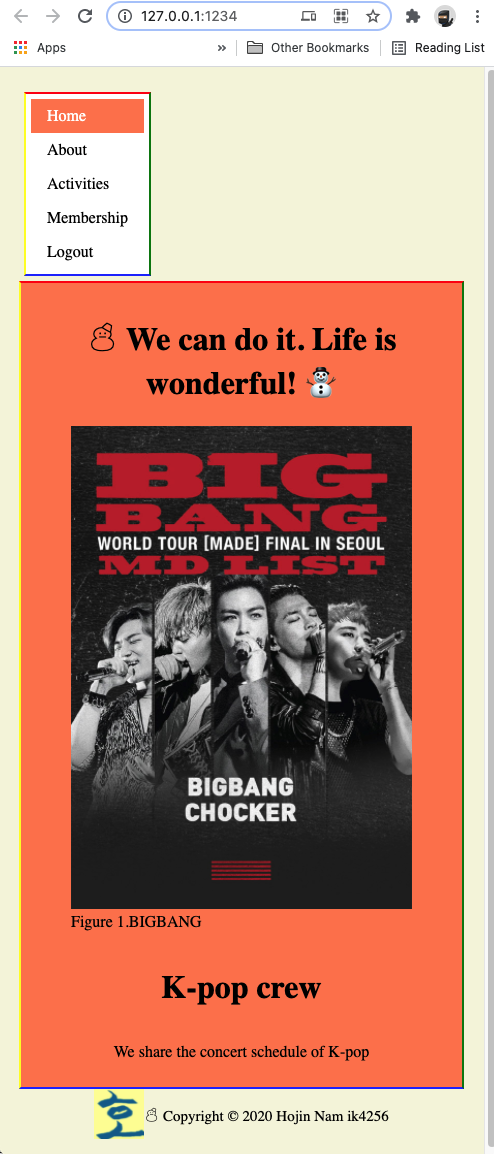 127.0.0.1:1234
Apps » Other Bookmarks Reading List
Home
About
Activities
Membership
Logout
We can do it. Life is
wonderful! ⛄
BIG
BANG
WORLD TOUR [MADE] FINAL IN SEOUL
MD LIST
BIGBANG
CHOCKER
Figure 1.BIGBANG
K-pop crew
We share the concert schedule of K-pop
호
Copyright © 2020 Hojin Nam ik4256